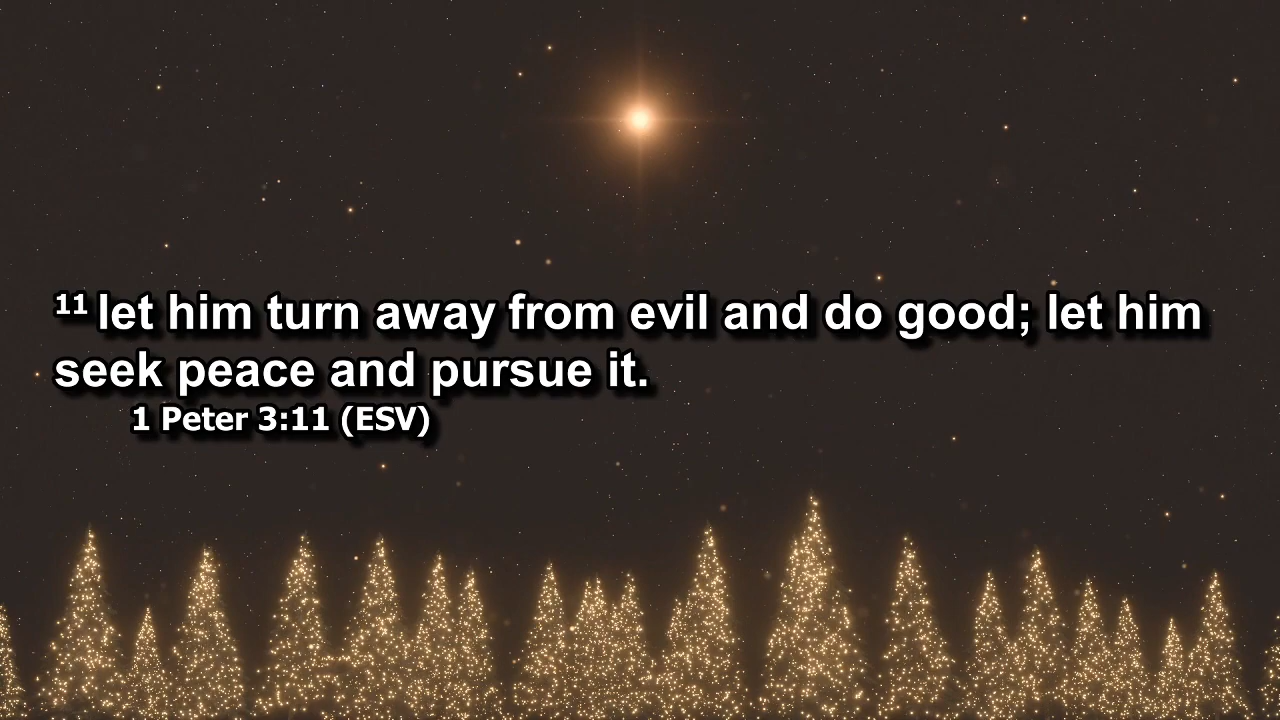 ¹¹ let him turn away from evil and do good; let him
seek peace and pursue it.
1 Peter 3:11 (ESV)